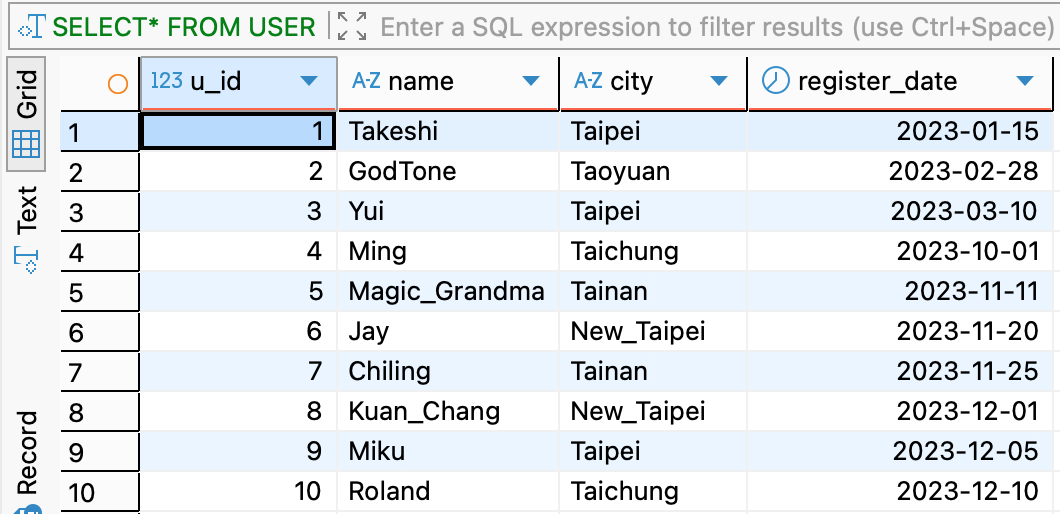 SELECT* FROM USER Enter a SQL expression to filter results (use Ctrl+Space)
Grid
Text
Record
123 u_id A-Z name A-Z city register_date
1 1 Takeshi Taipei 2023-01-15
2 2 GodTone Taoyuan 2023-02-28
3 3 Yui Taipei 2023-03-10
4 4 Ming Taichung 2023-10-01
5 5 Magic_Grandma Tainan 2023-11-11
6 6 Jay New_Taipei 2023-11-20
7 7 Chiling Tainan 2023-11-25
8 8 Kuan_Chang New_Taipei 2023-12-01
9 9 Miku Taipei 2023-12-05
10 10 Roland Taichung 2023-12-10